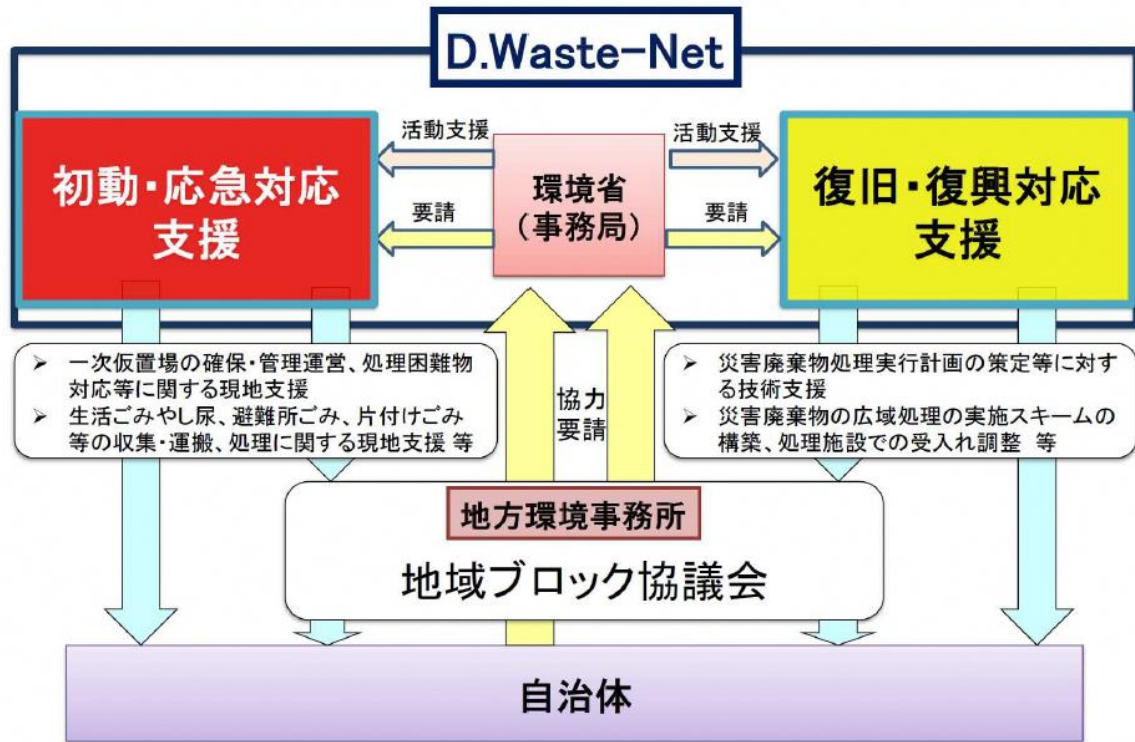 D.Waste-Net
初動・応急対応
支援
活動支援
要請
環境省
（事務局）
活動支援
要請
復旧・復興対応
支援
➢ 一次仮置場の確保・管理運営、処理困難物
対応等に関する現地支援
➢ 生活ごみやし尿、避難所ごみ、片付けごみ
等の収集・運搬、処理に関する現地支援 等
協力
要請
➢ 災害廃棄物処理実行計画の策定等に対す
る技術支援
➢ 災害廃棄物の広域処理の実施スキームの
構築、処理施設での受入れ調整 等
地方環境事務所
地域ブロック協議会
自治体